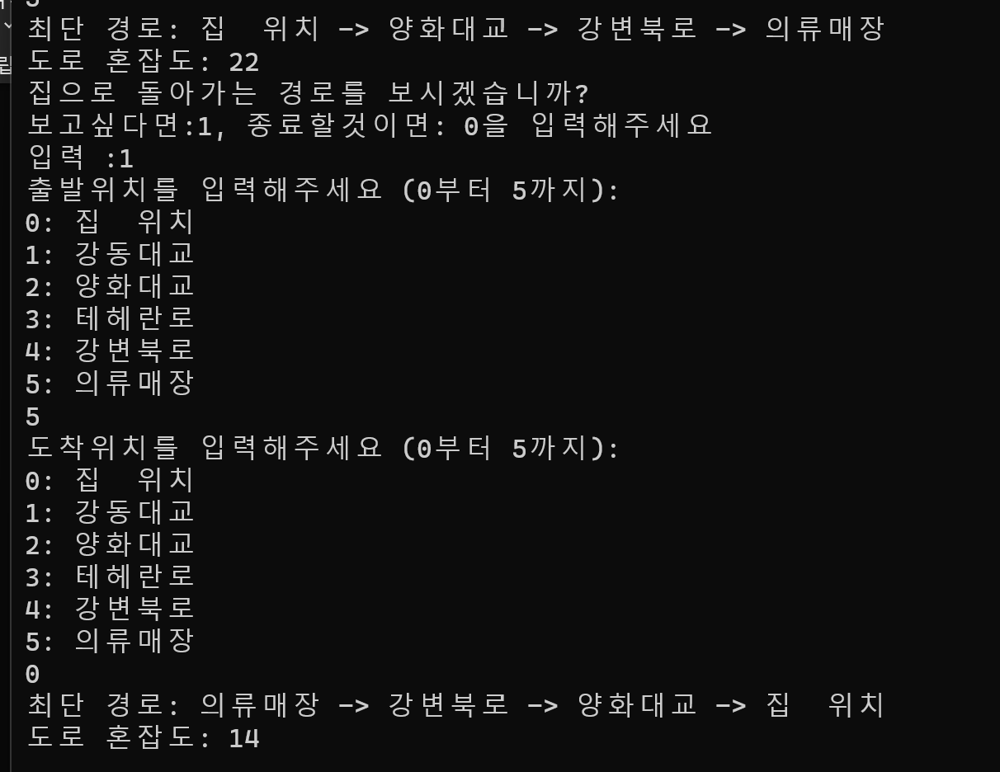 최단 경로: 집  위치 -> 양화대교 -> 강변북로 -> 의류매장
도로 혼잡도: 22
집으로 돌아가는 경로를 보시겠습니까?
보고싶다면:1, 종료할것이면: 0을 입력해주세요
입력 :1
출발위치를 입력해주세요 (0부터 5까지):
0: 집  위치
1: 강동대교
2: 양화대교
3: 테헤란로
4: 강변북로
5: 의류매장
5
도착위치를 입력해주세요 (0부터 5까지):
0: 집  위치
1: 강동대교
2: 양화대교
3: 테헤란로
4: 강변북로
5: 의류매장
0
최단 경로: 의류매장 -> 강변북로 -> 양화대교 -> 집  위치
도로 혼잡도: 14